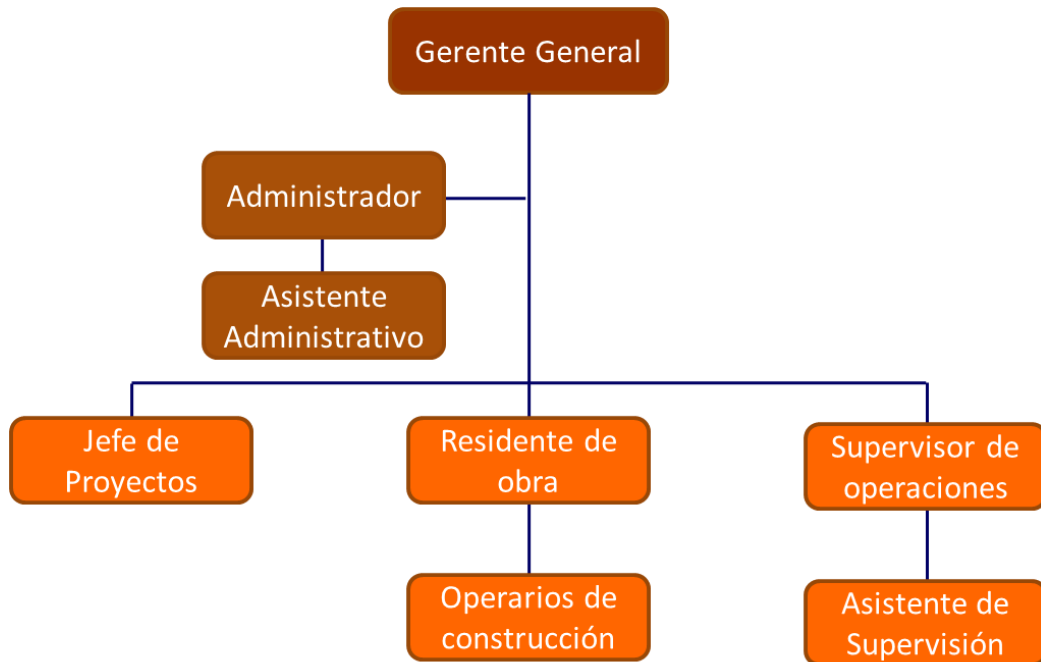 Gerente General
Administrador
Asistente
Administrativo
Jefe de
Proyectos
Residente de
obra
Supervisor de
operaciones
Operarios de
construcción
Asistente de
Supervisión